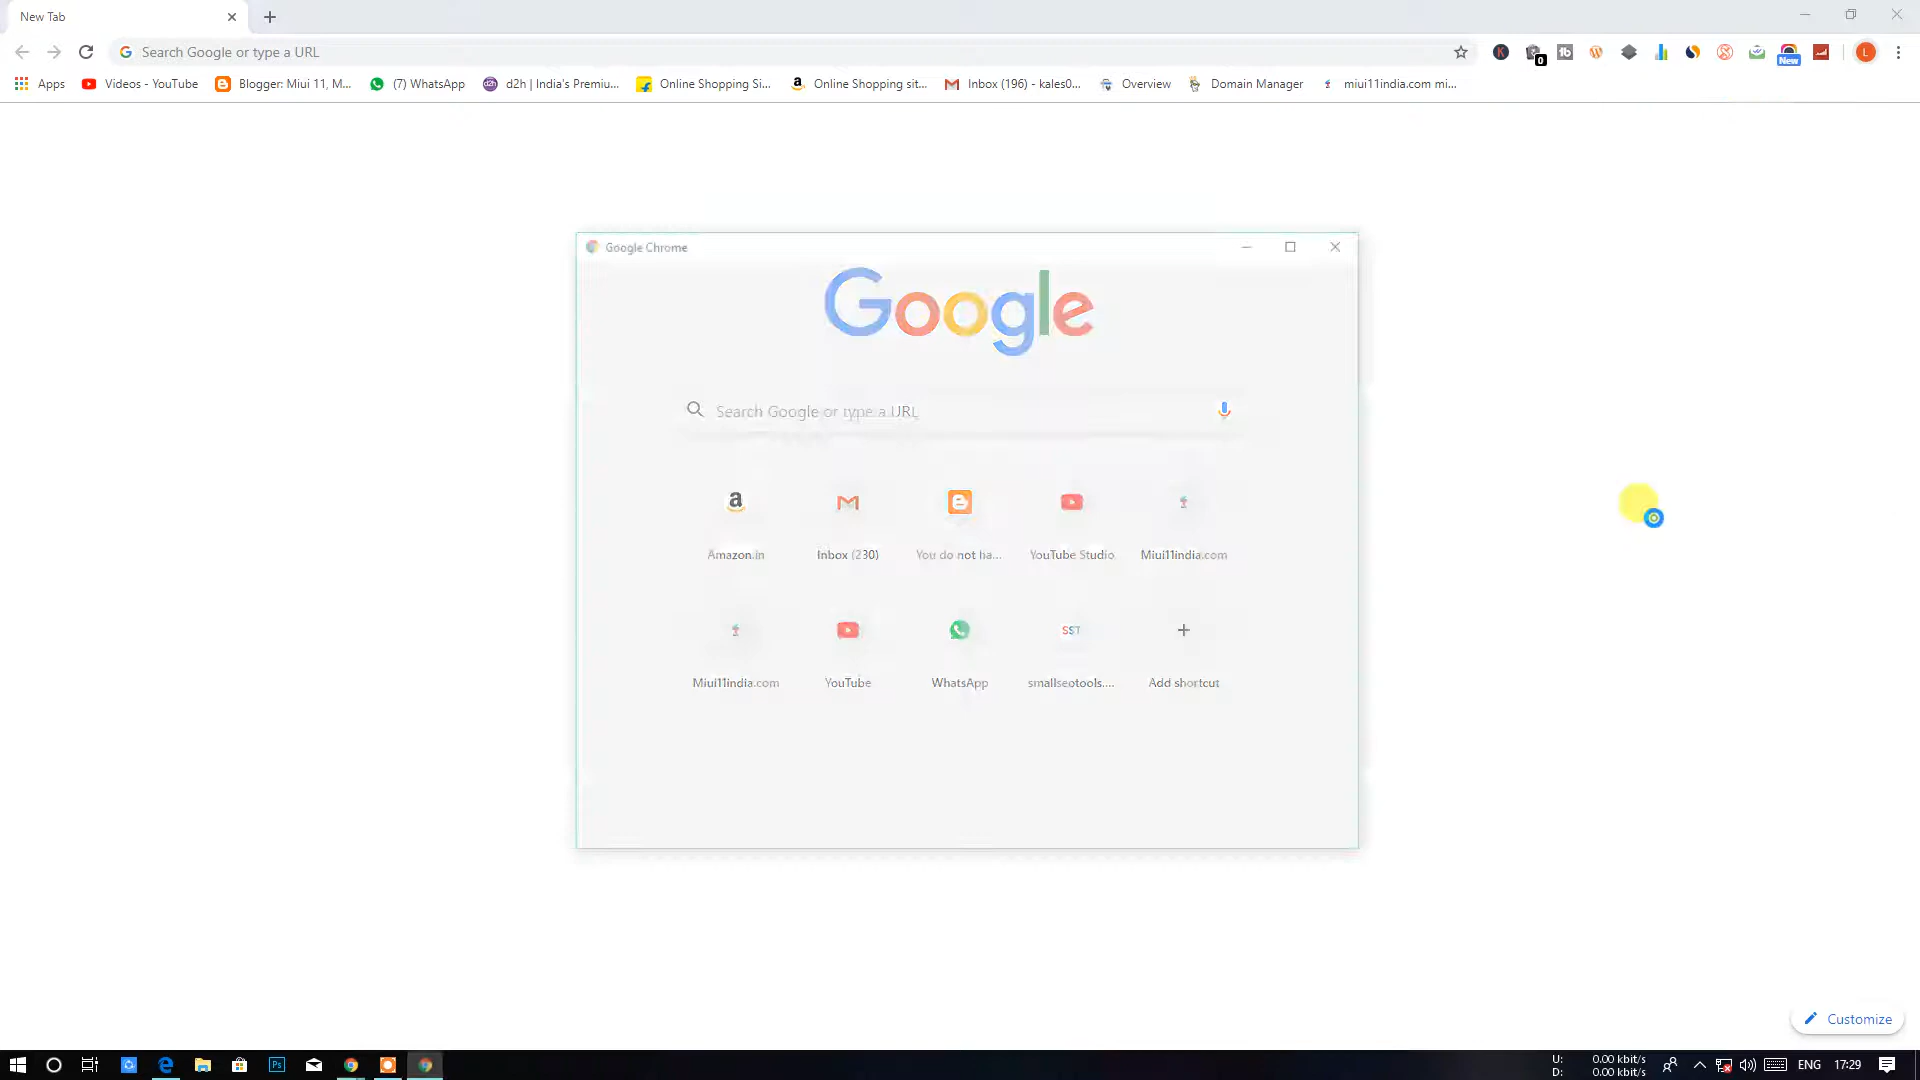 New Tab
Search Google or type a URL
0
New
L
Apps
Videos - YouTube
Blogger: Miui 11, M...
(7) WhatsApp
d2h | India's Premiu...
Online Shopping Si...
Online Shopping sit...
Inbox (196) - kales0...
Overview
Domain Manager
miui11india.com mi...
Google Chrome
Google
Search Google or type a URL
Amazon.in
Inbox (230)
You do not ha...
YouTube Studio
Miui11india.com
SST
Miui11india.com
YouTube
WhatsApp
smallseotools....
Add shortcut
Customize
U: 0.00 kbit/s
D: 0.00 kbit/s
ENG
17:29